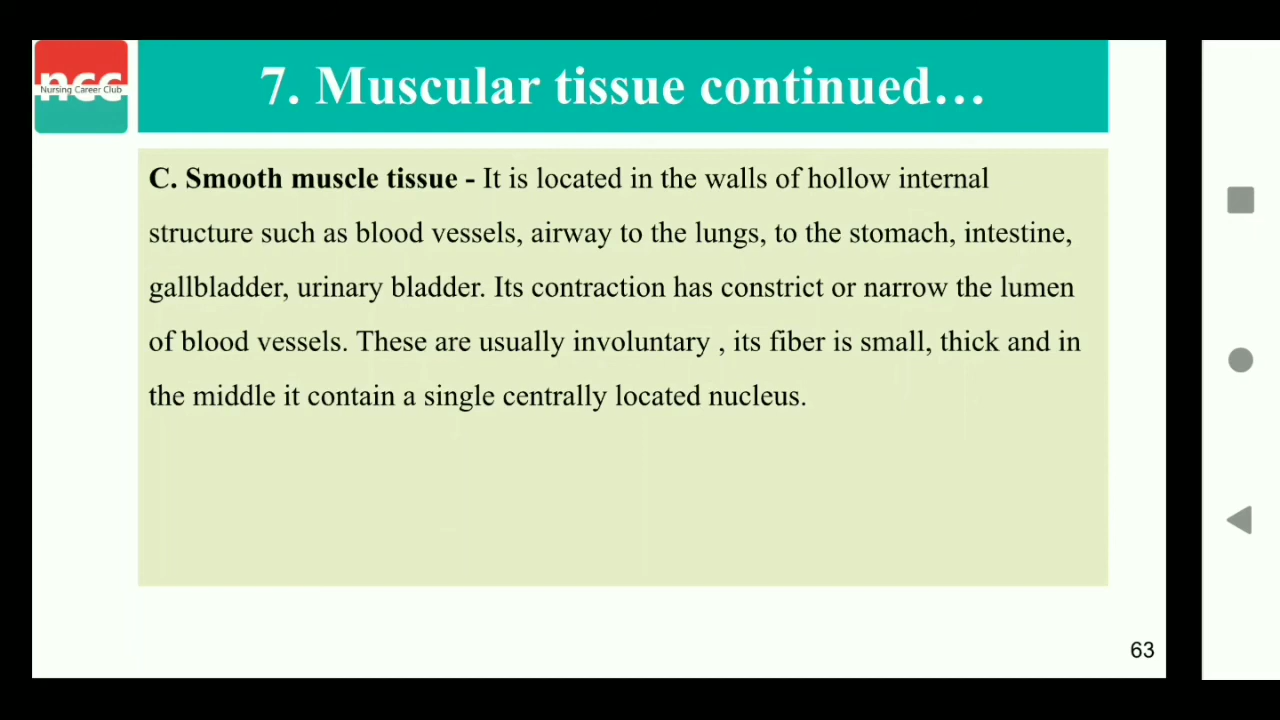 ncc
Nursing Career Club
7. Muscular tissue continued…
C. Smooth muscle tissue - It is located in the walls of hollow internal
structure such as blood vessels, airway to the lungs, to the stomach, intestine,
gallbladder, urinary bladder. Its contraction has constrict or narrow the lumen
of blood vessels. These are usually involuntary , its fiber is small, thick and in
the middle it contain a single centrally located nucleus.
63